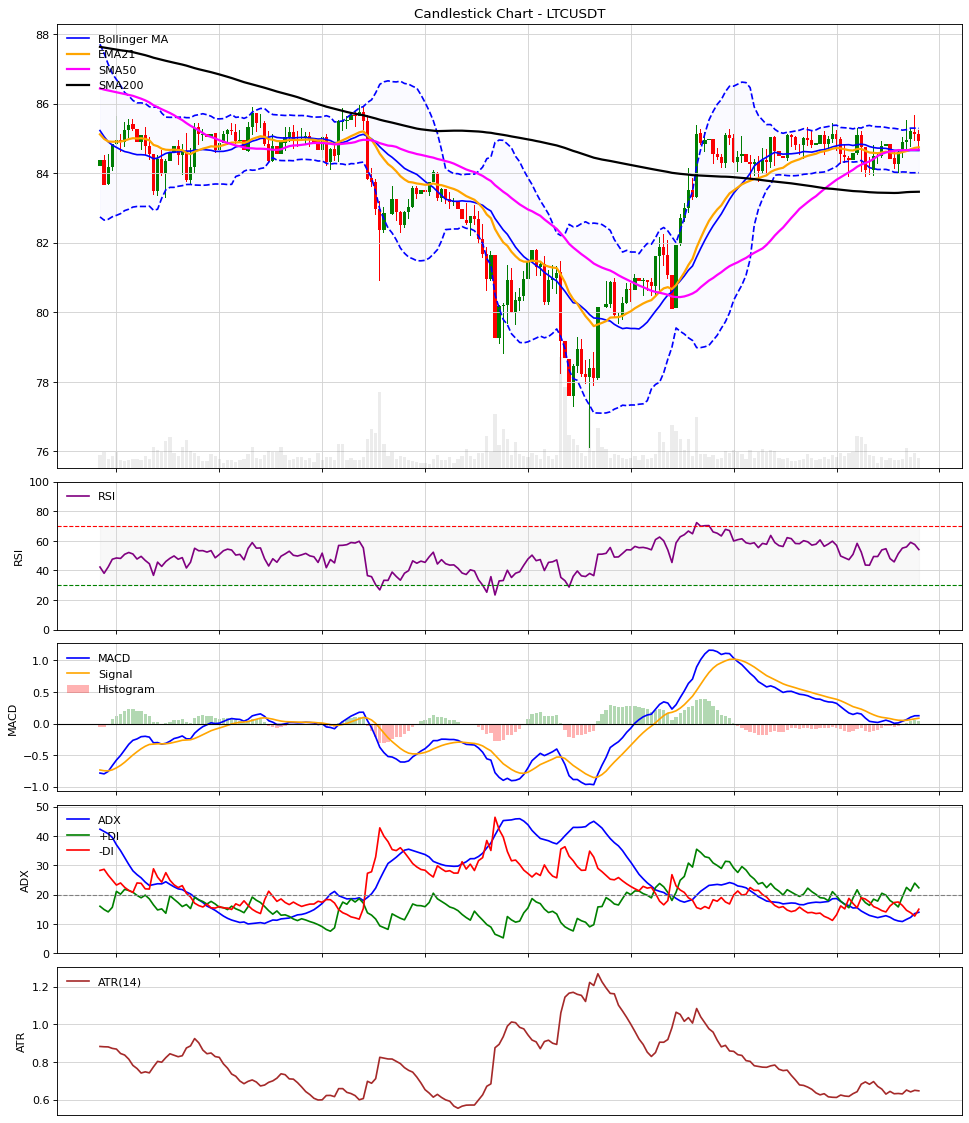 Candlestick Chart - LTCUSDT
Bollinger MA
EMA21
SMA50
SMA200
88
86
84
82
80
78
76
RSI
RSI
100
80
60
40
20
0
MACD
Signal
Histogram
MACD
1.0
0.5
0.0
−0.5
−1.0
ADX
+DI
-DI
ADX
50
40
30
20
10
0
ATR(14)
ATR
1.2
1.0
0.8
0.6